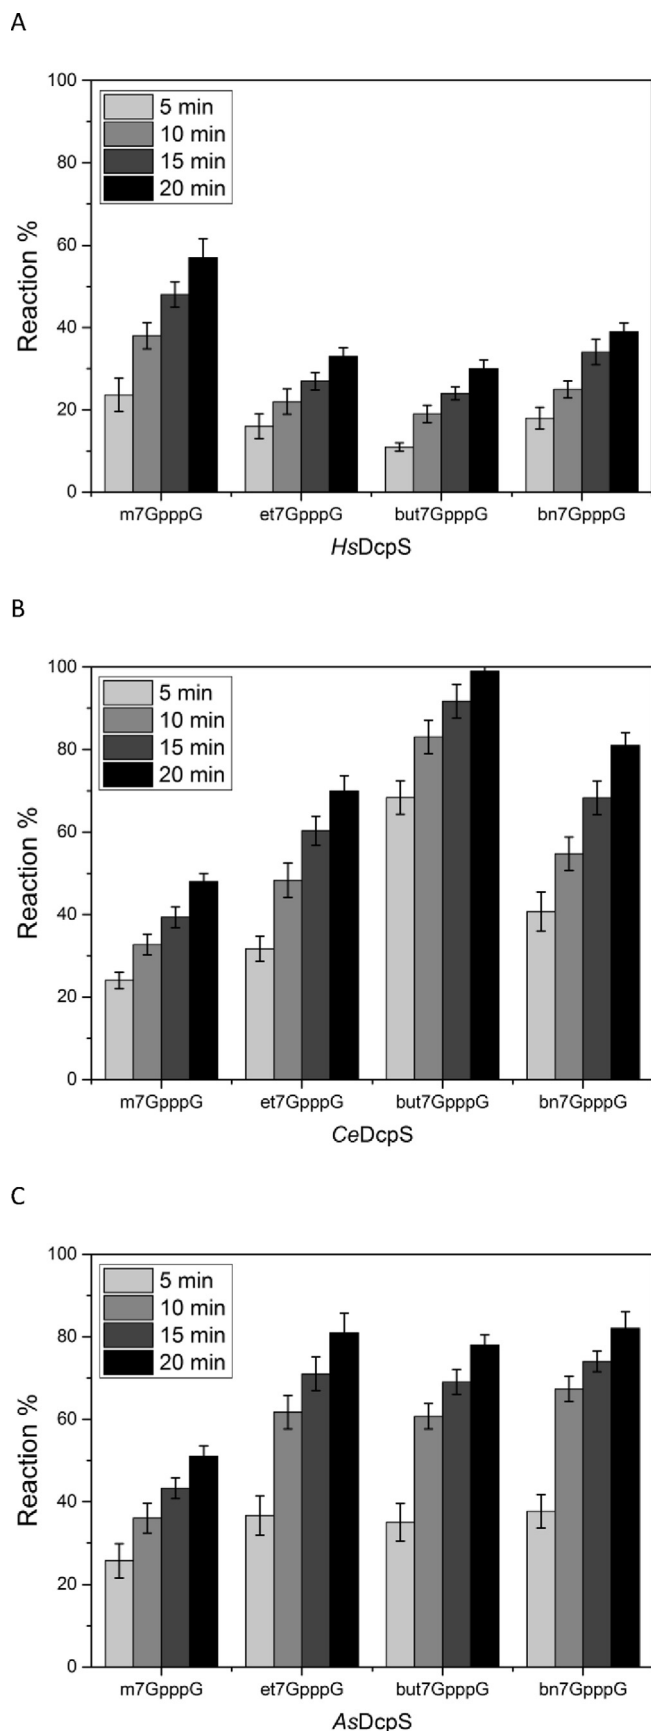 A
100
80
60
40
20
0
Reaction %
5 min
10 min
15 min
20 min
m7GpppG et7GpppG but7GpppG bn7GpppG
HsDcpS
B
100
80
60
40
20
0
Reaction %
5 min
10 min
15 min
20 min
m7GpppG et7GpppG but7GpppG bn7GpppG
CeDcpS
C
100
80
60
40
20
0
Reaction %
5 min
10 min
15 min
20 min
m7GpppG et7GpppG but7GpppG bn7GpppG
AsDcpS